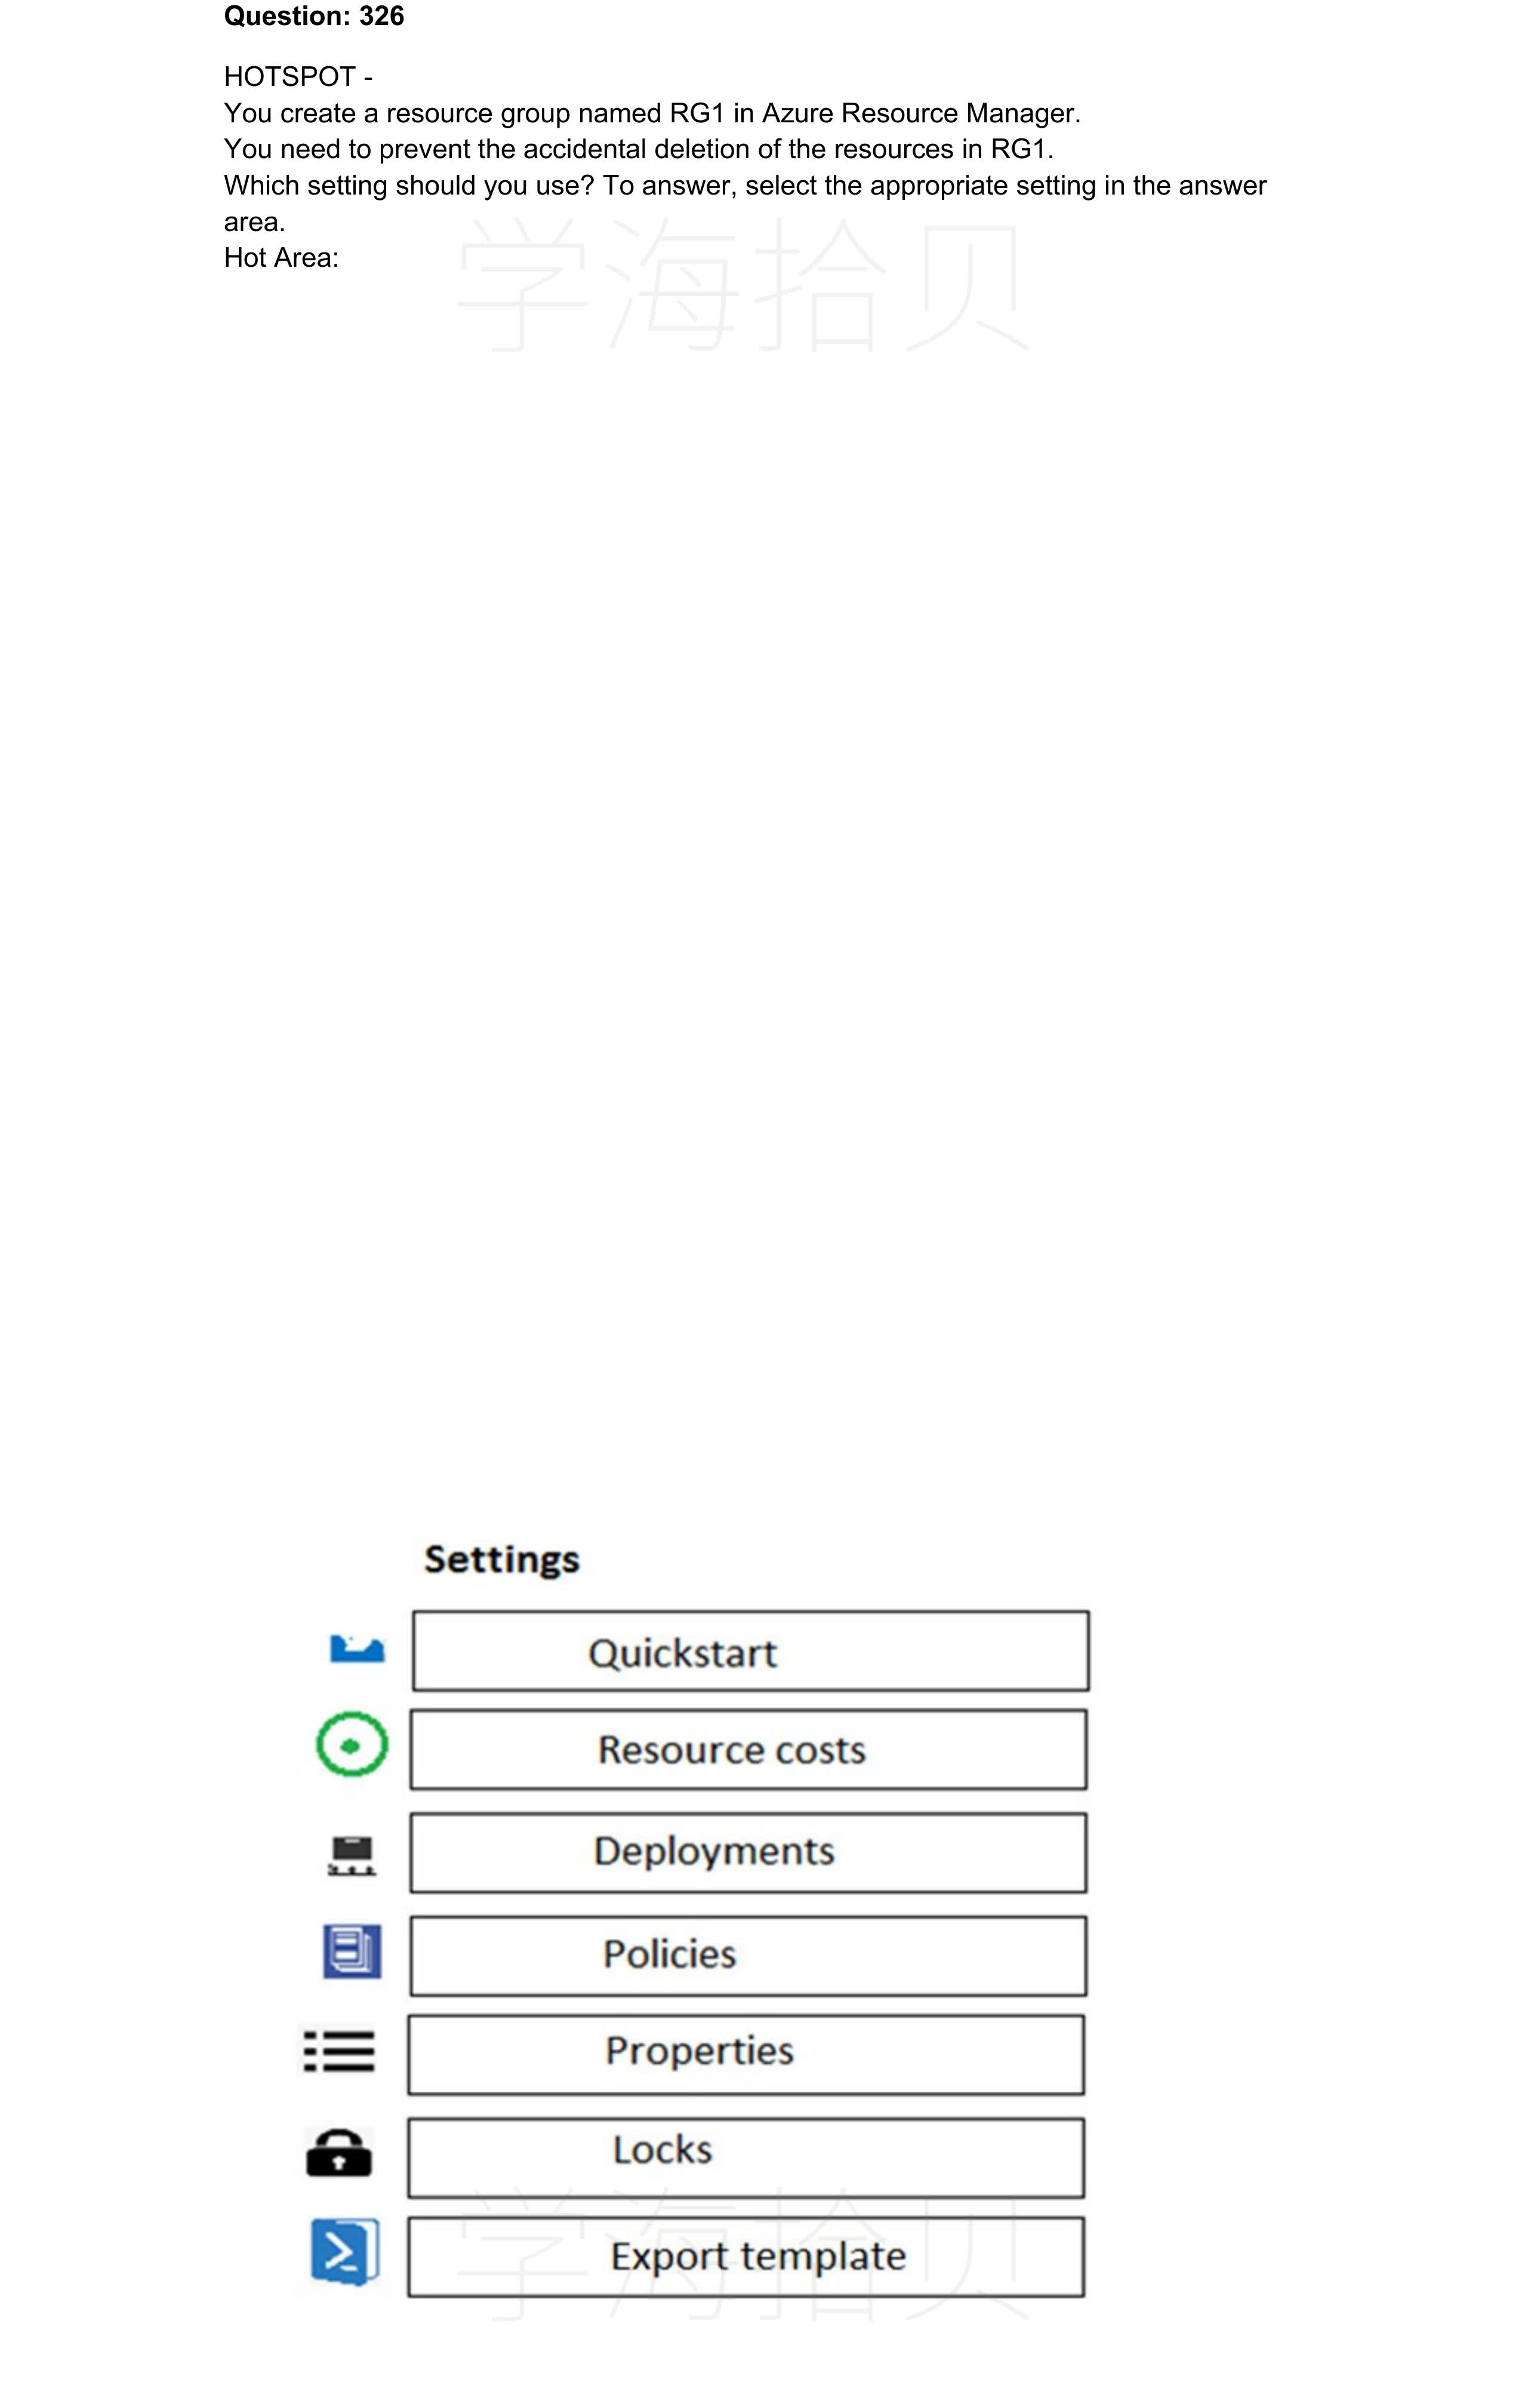 Question: 326
HOTSPOT -
You create a resource group named RG1 in Azure Resource Manager.
You need to prevent the accidental deletion of the resources in RG1.
Which setting should you use? To answer, select the appropriate setting in the answer
area.
Hot Area:
学海拾贝
Settings
Quickstart
Resource costs
Deployments
Policies
Properties
Locks
学海拾贝
Export template